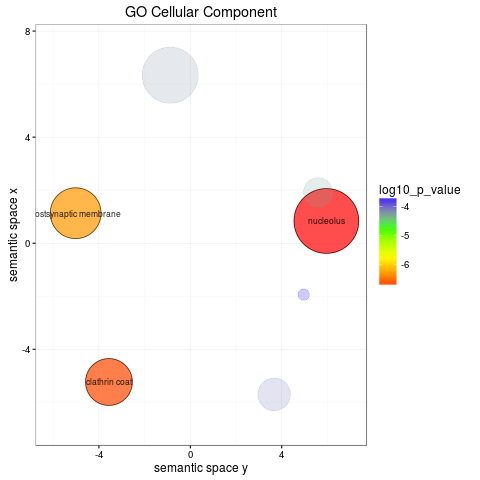 GO Cellular Component
8
4
0
-4
semantic space x
ostsynaptic membrane
nucleolus
clathrin coat
-4
0
4
semantic space y
log10_p_value
-4
-5
-6